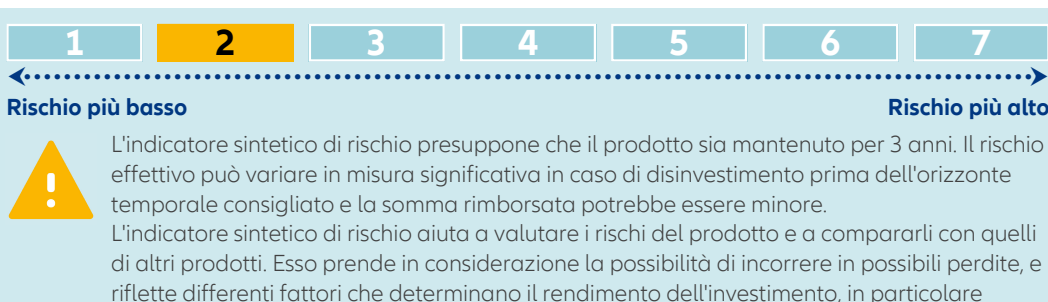 1 2 3 4 5 6 7
Rischio più basso Rischio più alto
L'indicatore sintetico di rischio presuppone che il prodotto sia mantenuto per 3 anni. Il rischio
effettivo può variare in misura significativa in caso di disinvestimento prima dell'orizzonte
temporale consigliato e la somma rimborsata potrebbe essere minore.
L'indicatore sintetico di rischio aiuta a valutare i rischi del prodotto e a compararli con quelli
di altri prodotti. Esso prende in considerazione la possibilità di incorrere in possibili perdite, e
riflette differenti fattori che determinano il rendimento dell'investimento, in particolare